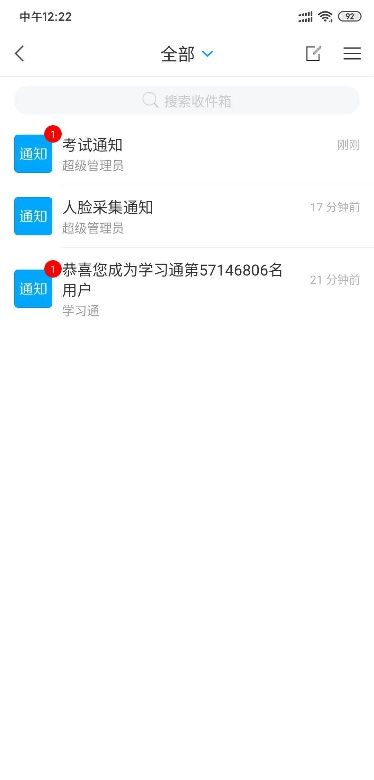 中午12:22
92
全部
搜索收件箱
通知
1
考试通知
刚刚
超级管理员
通知
人脸采集通知
17 分钟前
超级管理员
通知
1
恭喜您成为学习通第57146806名
用户
21 分钟前
学习通